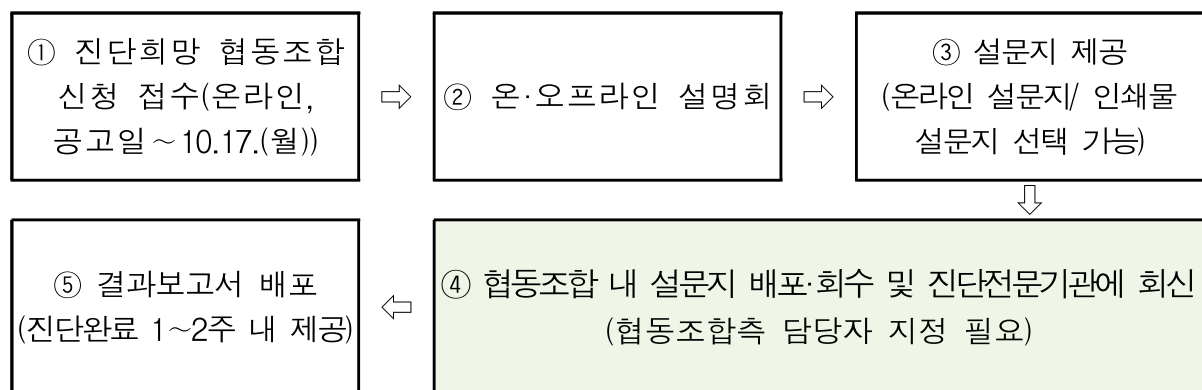 ① 진단희망 협동조합
신청 접수(온라인,
공고일～10.17.(월))
② 온·오프라인 설명회
③ 설문지 제공
(온라인 설문지/ 인쇄물
설문지 선택 가능)
④ 협동조합 내 설문지 배포·회수 및 진단전문기관에 회신
(협동조합측 담당자 지정 필요)
⑤ 결과보고서 배포
(진단완료 1～2주 내 제공)